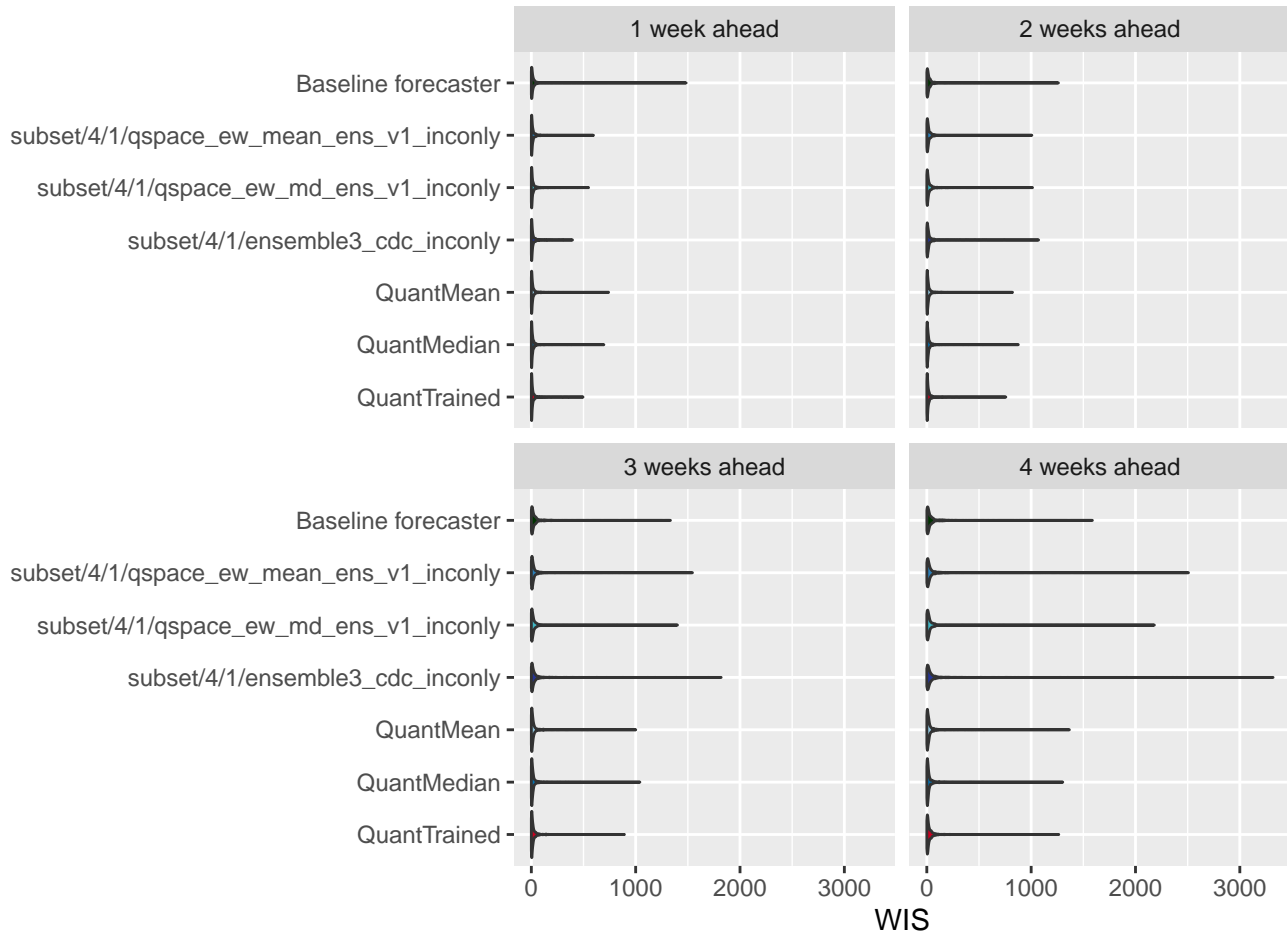 1 week ahead
2 weeks ahead
Baseline forecaster
subset/4/1/qspace_ew_mean_ens_v1_inconly
subset/4/1/qspace_ew_md_ens_v1_inconly
subset/4/1/ensemble3_cdc_inconly
QuantMean
QuantMedian
QuantTrained
3 weeks ahead
4 weeks ahead
Baseline forecaster
subset/4/1/qspace_ew_mean_ens_v1_inconly
subset/4/1/qspace_ew_md_ens_v1_inconly
subset/4/1/ensemble3_cdc_inconly
QuantMean
QuantMedian
QuantTrained
0 1000 2000 3000
0 1000 2000 3000
WIS